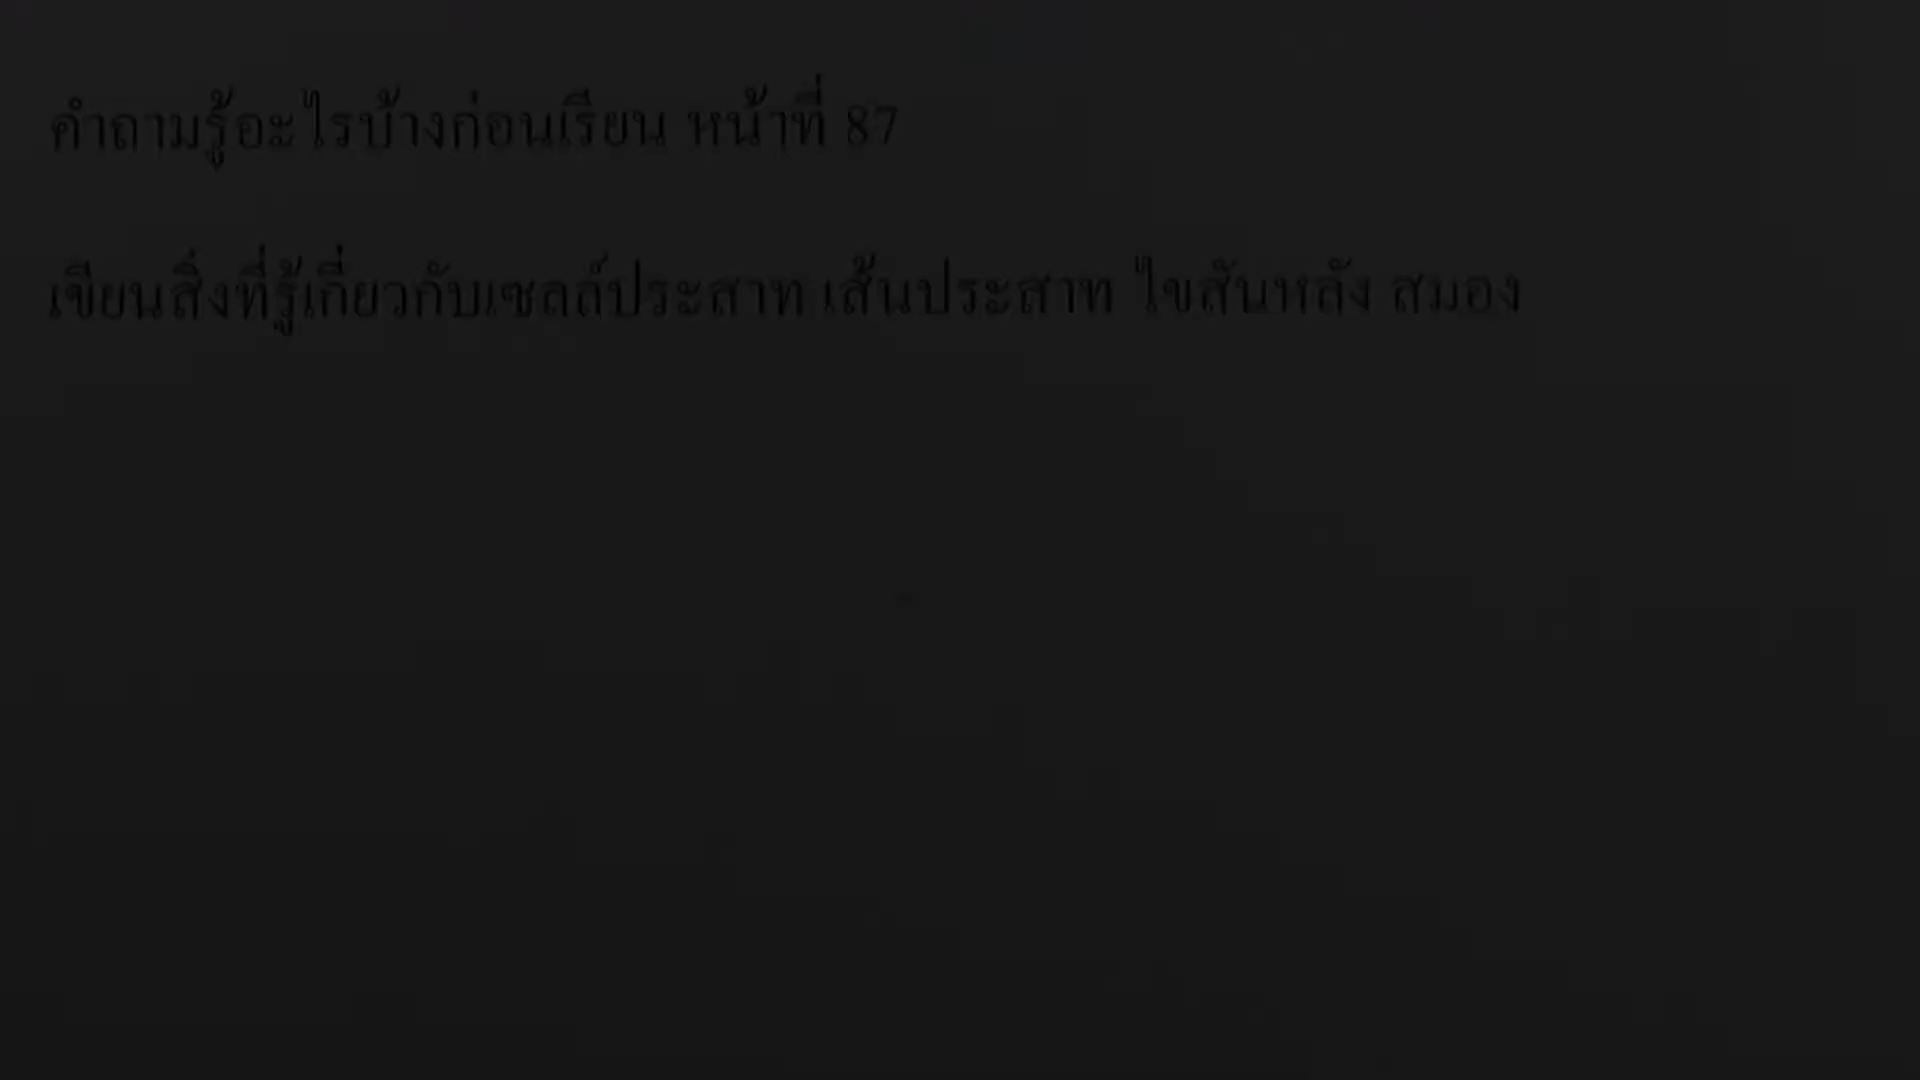 คำถามรู้อะไรบ้างก่อนเรียน หน้าที่ 87
เขียนสิ่งที่รู้เกี่ยวกับเซลล์ประสาท เส้นประสาท ไขสันหลัง สมอง